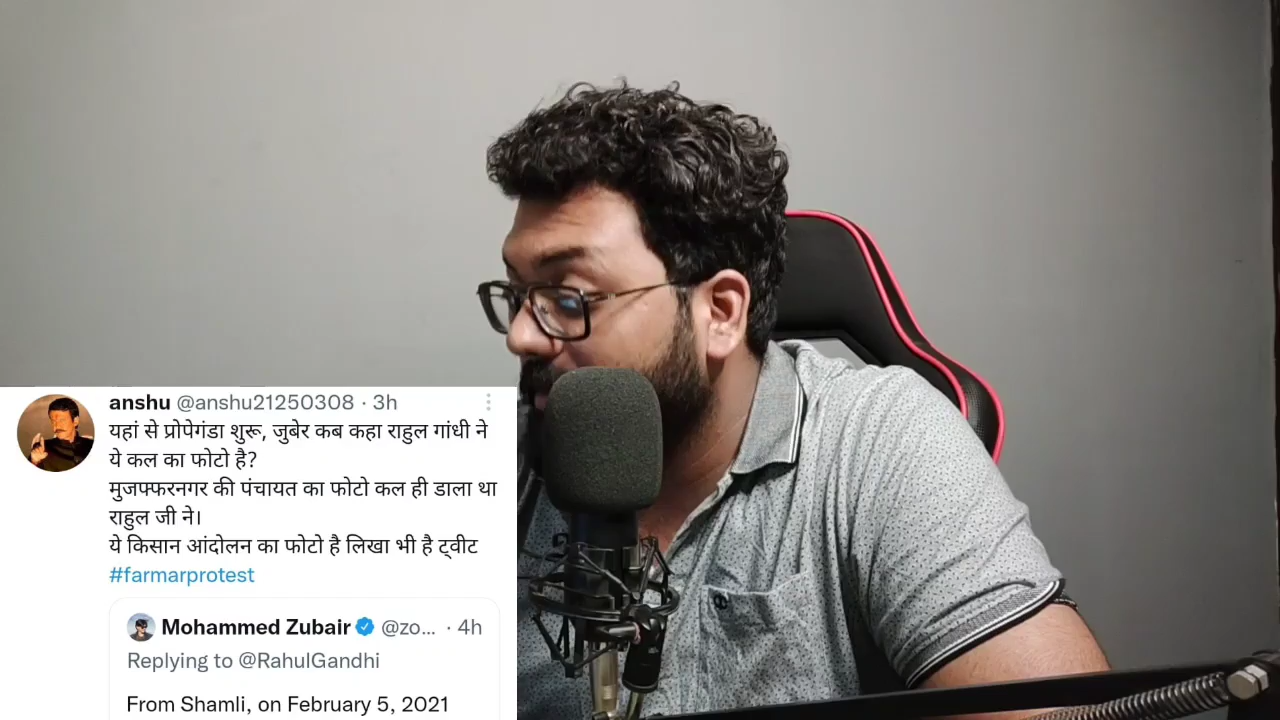 anshu @anshu21250308 · 3h
यहां से प्रोपेगंडा शुरू, जुबेर कब कहा राहुल गांधी ने
ये कल का फोटो है?
मुजफ्फरनगर की पंचायत का फोटो कल ही डाला था
राहुल जी ने।
ये किसान आंदोलन का फोटो है लिखा भी है ट्वीट
#farmarprotest
Mohammed Zubair @zo... · 4h
Replying to @RahulGandhi
From Shamli, on February 5, 2021